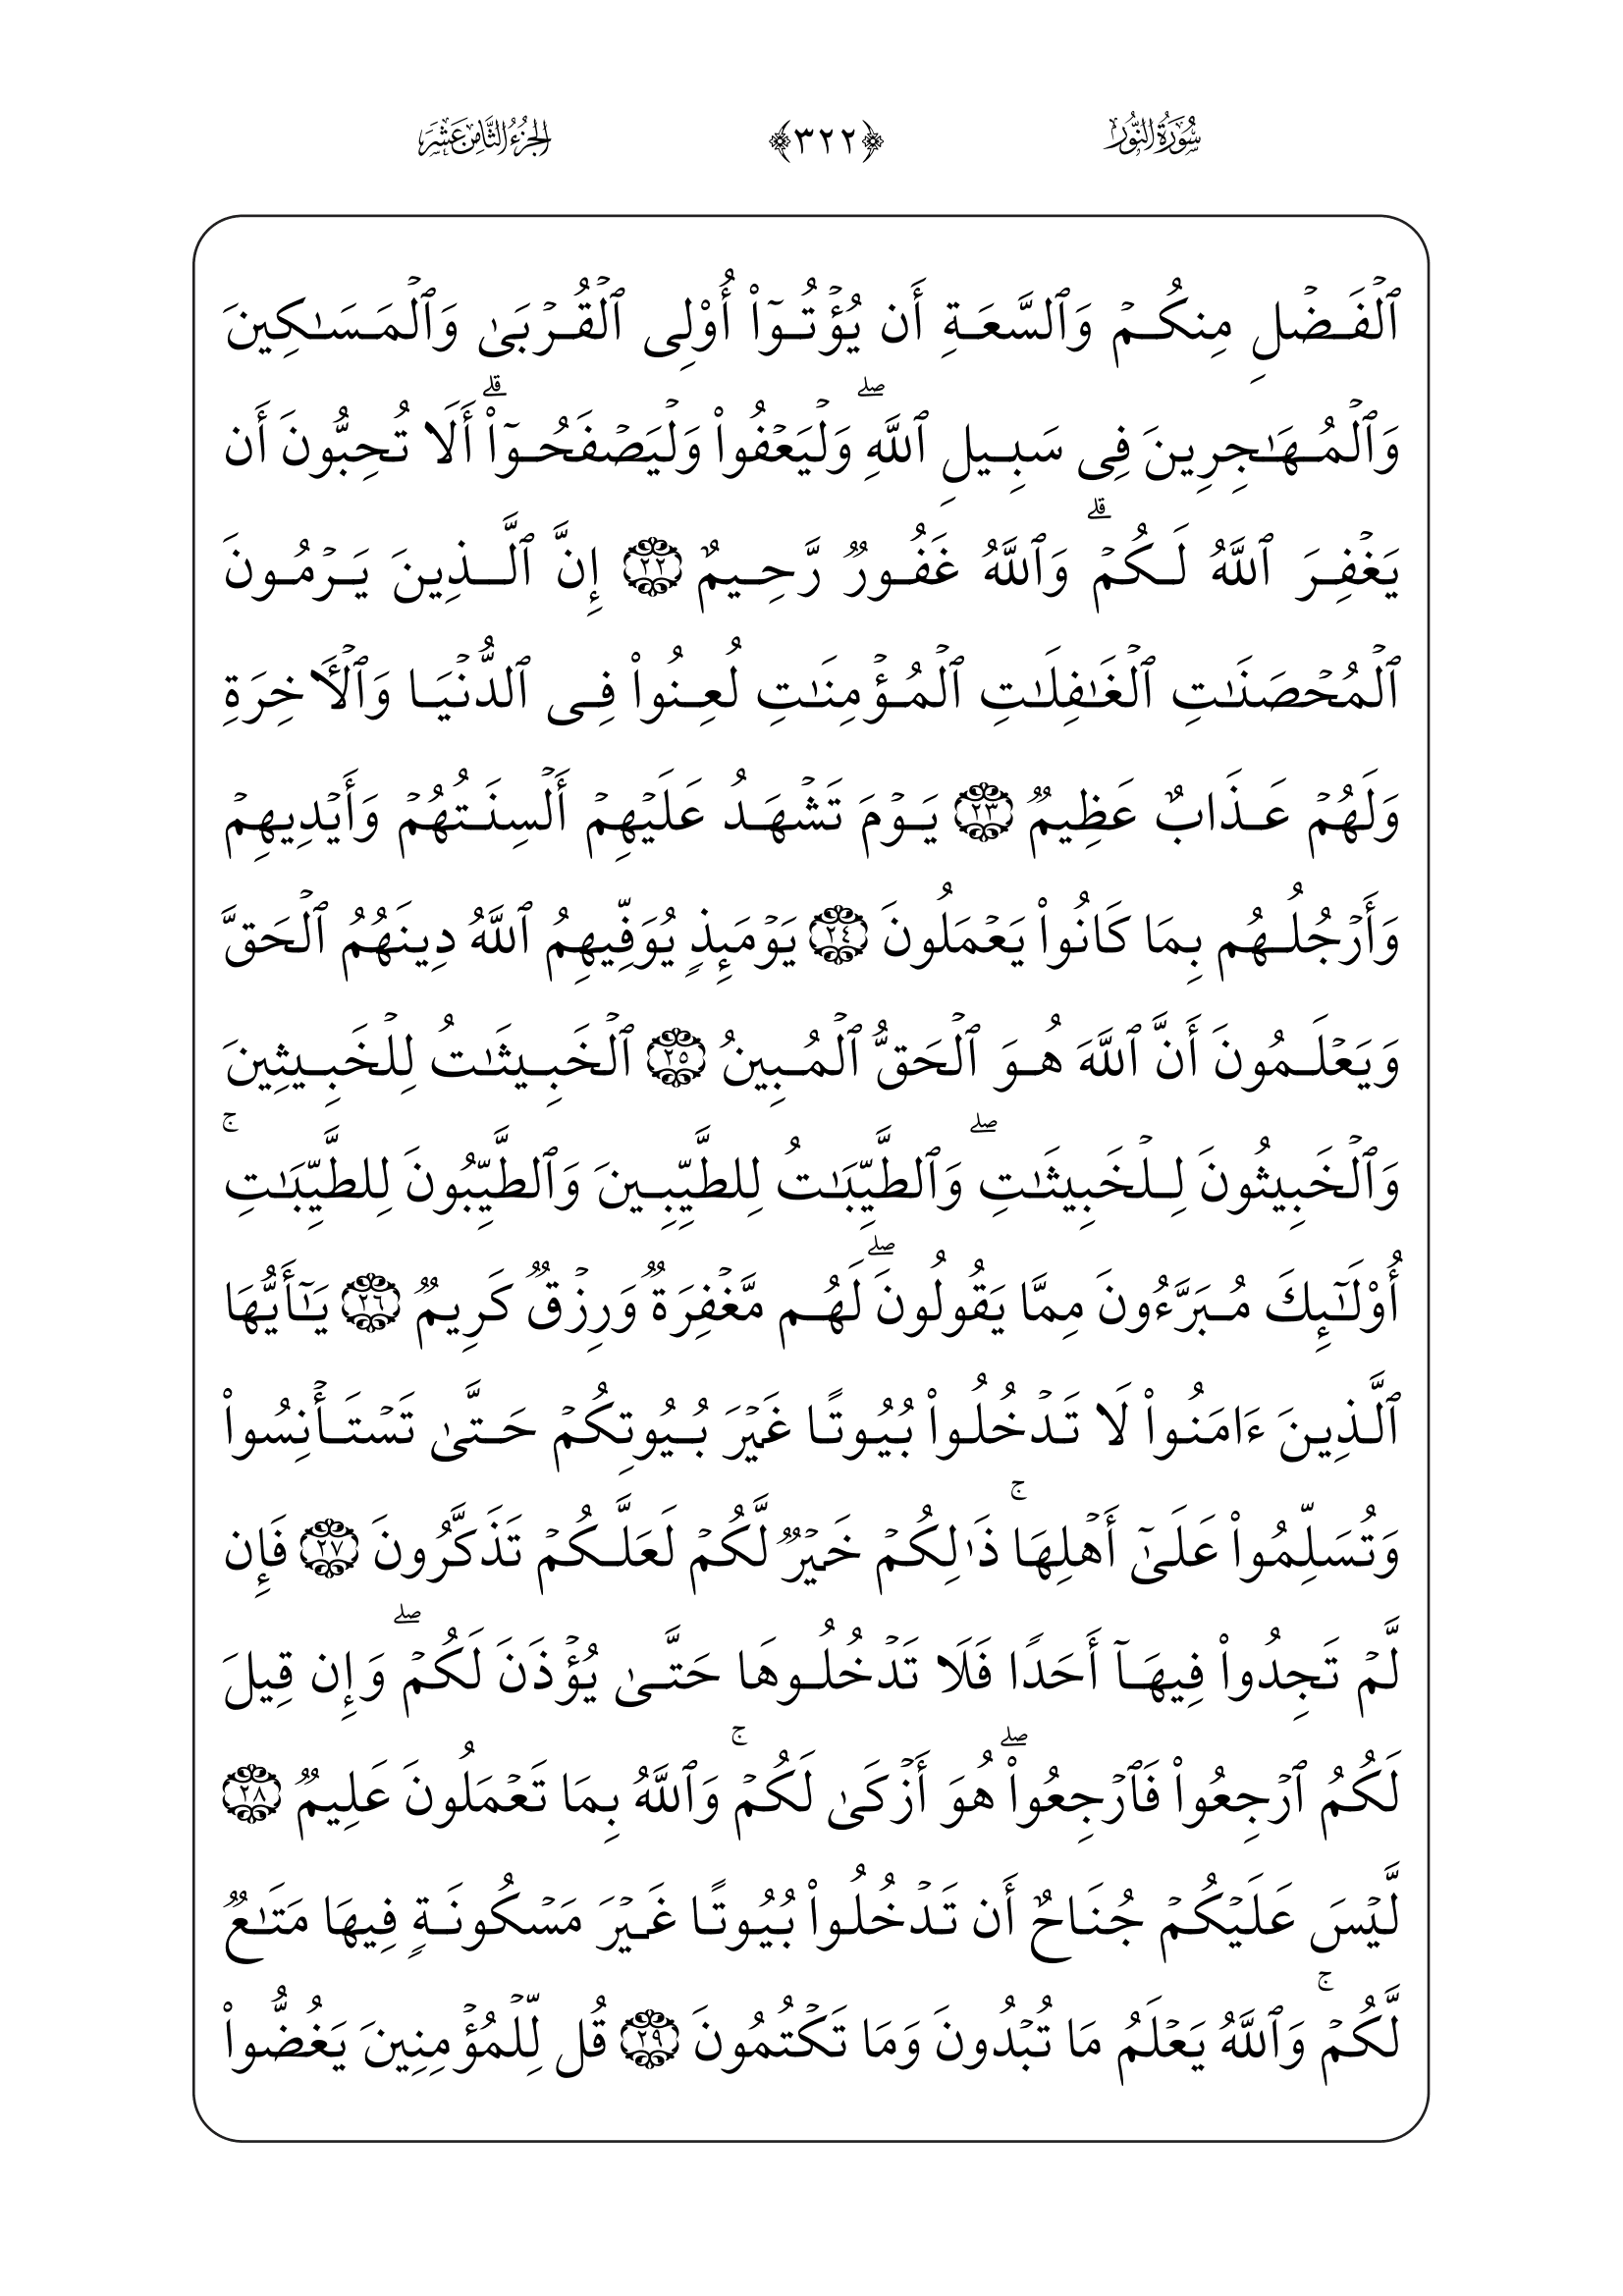 سُورَةُ النُّورِ ﴿٣٢٢﴾ الجُزْءُ الثَّامِنَ عَشَرَ
ٱلۡفَضۡلِ مِنكُمۡ وَٱلسَّعَةِ أَن يُؤۡتُوٓاْ أُوْلِى ٱلۡقُرۡبَىٰ وَٱلۡمَسَـٰكِينَ
وَٱلۡمُهَـٰجِرِينَ فِى سَبِيلِ ٱللَّهِۖ وَلۡيَعۡفُواْ وَلۡيَصۡفَحُوٓاْۗ أَلَا تُحِبُّونَ أَن
يَغۡفِرَ ٱللَّهُ لَكُمۡۗ وَٱللَّهُ غَفُورٌ رَّحِيمٌ ٢٢ إِنَّ ٱلَّذِينَ يَرۡمُونَ
ٱلۡمُحۡصَنَـٰتِ ٱلۡغَـٰفِلَـٰتِ ٱلۡمُؤۡمِنَـٰتِ لُعِنُواْ فِى ٱلدُّنۡيَا وَٱلۡأَخِرَةِ
وَلَهُمۡ عَذَابٌ عَظِيمٌ ٢٣ يَوۡمَ تَشۡهَدُ عَلَيۡهِمۡ أَلۡسِنَتُهُمۡ وَأَيۡدِيهِمۡ
وَأَرۡجُلُهُم بِمَا كَانُواْ يَعۡمَلُونَ ٢٤ يَوۡمَئِذٍ يُوَفِّيهِمُ ٱللَّهُ دِينَهُمُ ٱلۡحَقَّ
وَيَعۡلَمُونَ أَنَّ ٱللَّهَ هُوَ ٱلۡحَقُّ ٱلۡمُبِينُ ٢٥ ٱلۡخَبِيثَـٰتُ لِلۡخَبِيثِينَ
وَٱلۡخَبِيثُونَ لِلۡخَبِيثَـٰتِۖ وَٱلطَّيِّبَـٰتُ لِلطَّيِّبِينَ وَٱلطَّيِّبُونَ لِلطَّيِّبَـٰتِۚ
أُوْلَـٰٓئِكَ مُبَرَّءُونَ مِمَّا يَقُولُونَۖ لَهُم مَّغۡفِرَةٌ وَرِزۡقٌ كَرِيمٌ ٢٦ يَـٰٓأَيُّهَا
ٱلَّذِينَ ءَامَنُواْ لَا تَدۡخُلُواْ بُيُوتًا غَيۡرَ بُيُوتِكُمۡ حَتَّىٰ تَسۡتَأۡنِسُواْ
وَتُسَلِّمُواْ عَلَىٰٓ أَهۡلِهَاۚ ذَٰلِكُمۡ خَيۡرٌ لَّكُمۡ لَعَلَّكُمۡ تَذَكَّرُونَ ٢٧ فَإِن
لَّمۡ تَجِدُواْ فِيهَآ أَحَدًا فَلَا تَدۡخُلُوهَا حَتَّىٰ يُؤۡذَنَ لَكُمۡۖ وَإِن قِيلَ
لَكُمُ ٱرۡجِعُواْ فَٱرۡجِعُواْۖ هُوَ أَزۡكَىٰ لَكُمۡۚ وَٱللَّهُ بِمَا تَعۡمَلُونَ عَلِيمٌ ٢٨
لَّيۡسَ عَلَيۡكُمۡ جُنَاحٌ أَن تَدۡخُلُواْ بُيُوتًا غَيۡرَ مَسۡكُونَةٍ فِيهَا مَتَـٰعٌ
لَّكُمۡۚ وَٱللَّهُ يَعۡلَمُ مَا تُبۡدُونَ وَمَا تَكۡتُمُونَ ٢٩ قُل لِّلۡمُؤۡمِنِينَ يَغُضُّواْ